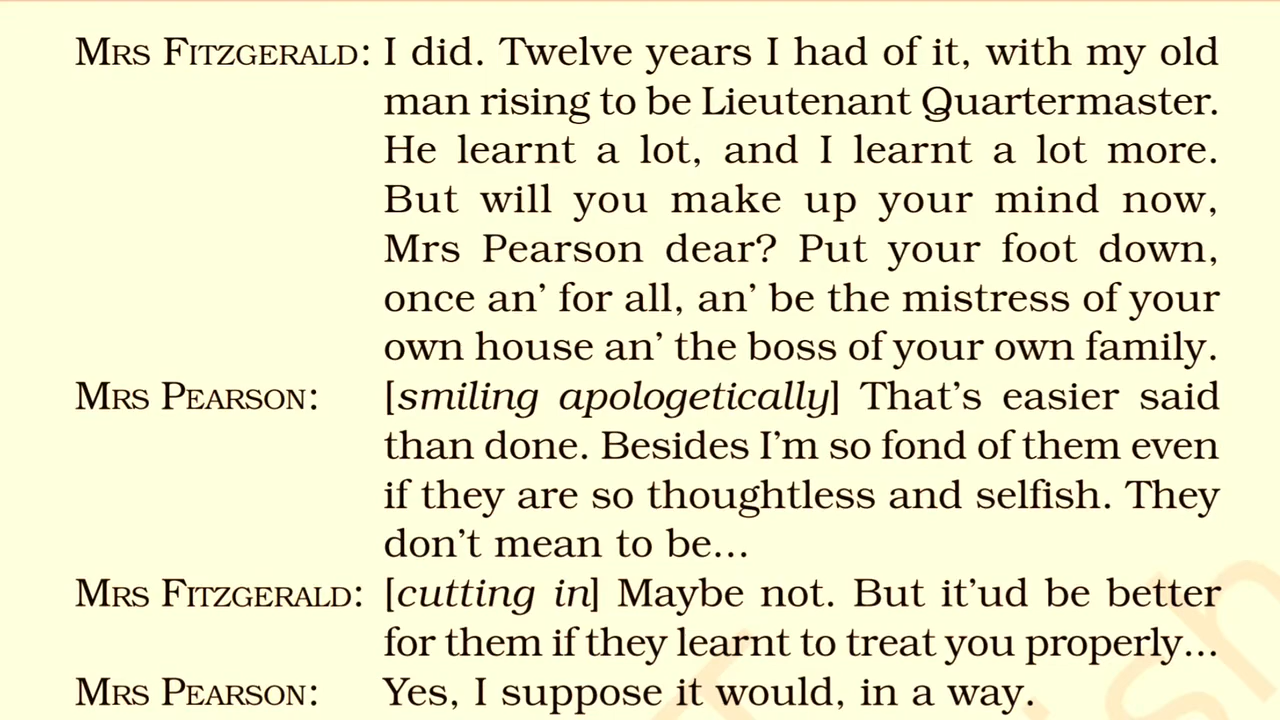 MRS FITZGERALD: I did. Twelve years I had of it, with my old
man rising to be Lieutenant Quartermaster.
He learnt a lot, and I learnt a lot more.
But will you make up your mind now,
Mrs Pearson dear? Put your foot down,
once an’ for all, an’ be the mistress of your
own house an’ the boss of your own family.
MRS PEARSON: [smiling apologetically] That’s easier said
than done. Besides I’m so fond of them even
if they are so thoughtless and selfish. They
don’t mean to be...
MRS FITZGERALD: [cutting in] Maybe not. But it’ud be better
for them if they learnt to treat you properly...
MRS PEARSON: Yes, I suppose it would, in a way.